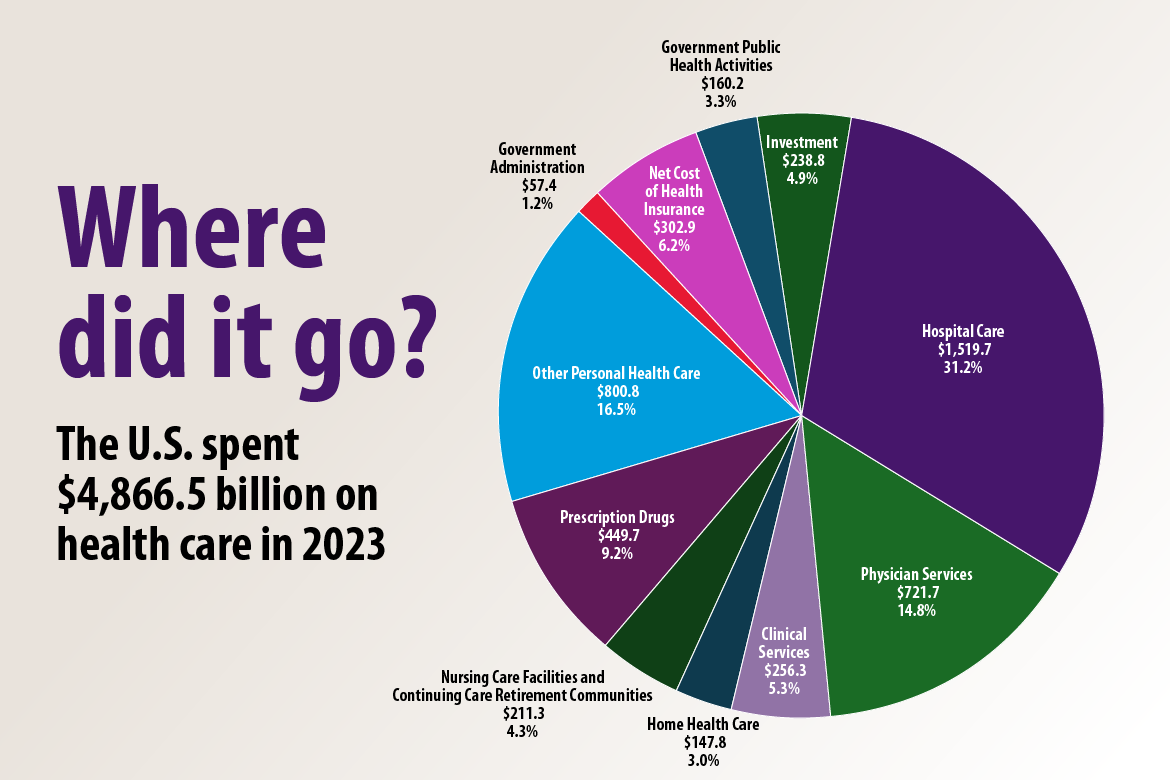 Where
did it go?
The U.S. spent
$4,866.5 billion on
health care in 2023
Government Public
Health Activities
$160.2
3.3%
Investment
$238.8
4.9%
Hospital Care
$1,519.7
31.2%
Physician Services
$721.7
14.8%
Clinical
Services
$256.3
5.3%
Home Health Care
$147.8
3.0%
Nursing Care Facilities and
Continuing Care Retirement Communities
$211.3
4.3%
Prescription Drugs
$449.7
9.2%
Other Personal Health Care
$800.8
16.5%
Government
Administration
$57.4
1.2%
Net Cost
of Health
Insurance
$302.9
6.2%